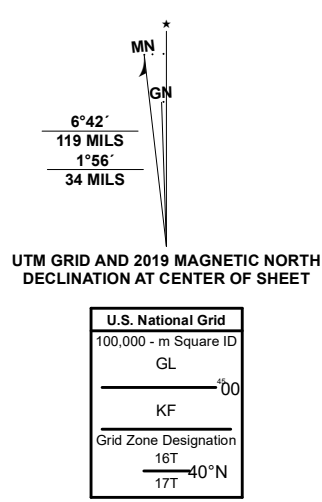 ★
MN
GN
6°42´
119 MILS
1°56´
34 MILS
UTM GRID AND 2019 MAGNETIC NORTH
DECLINATION AT CENTER OF SHEET
U.S. National Grid
100,000 - m Square ID
GL
4500
KF
Grid Zone Designation
16T
40°N
17T